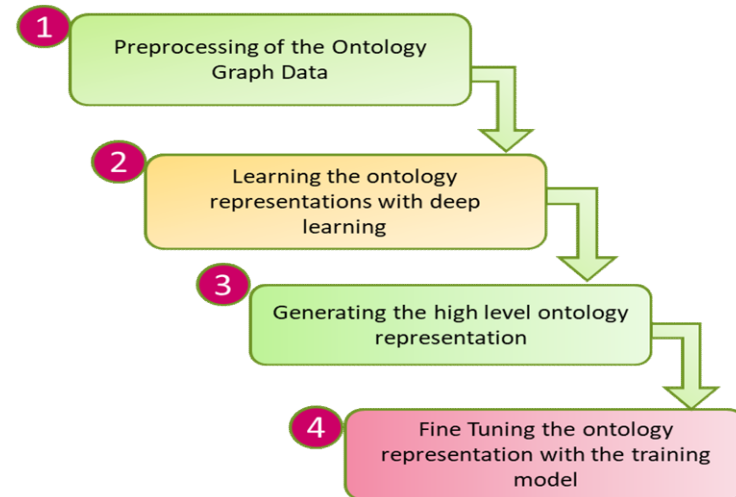 1
Preprocessing of the Ontology
Graph Data
2
Learning the ontology
representations with deep
learning
3
Generating the high level ontology
representation
4
Fine Tuning the ontology
representation with the training
model